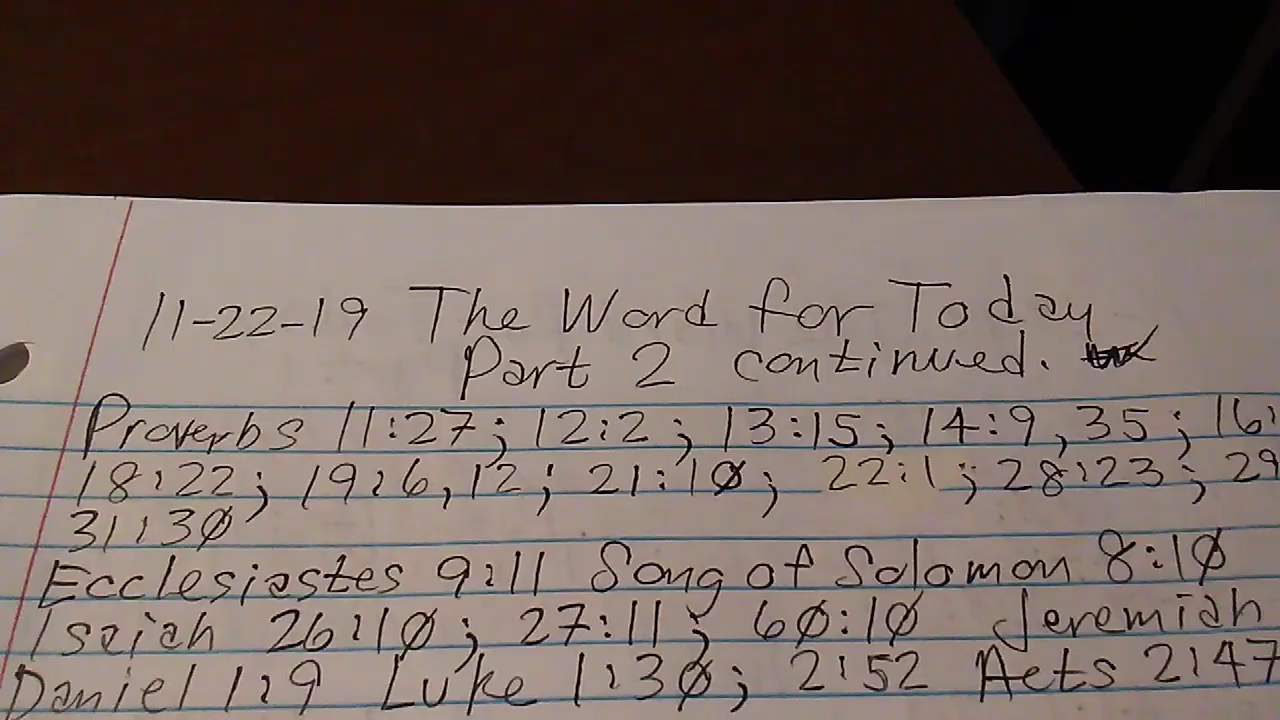 11-22-19 The Word for Today
Part 2 continued.
Proverbs 11:27; 12:2; 13:15; 14:9, 35; 16:
18:22; 19:6, 12; 21:10; 22:1; 28:23; 29
31:30
Ecclesiastes 9:11 Song of Solomon 8:10
Isaiah 26:10; 27:11; 60:10 Jeremiah
Daniel 1:9 Luke 1:30; 2:52 Acts 2:47